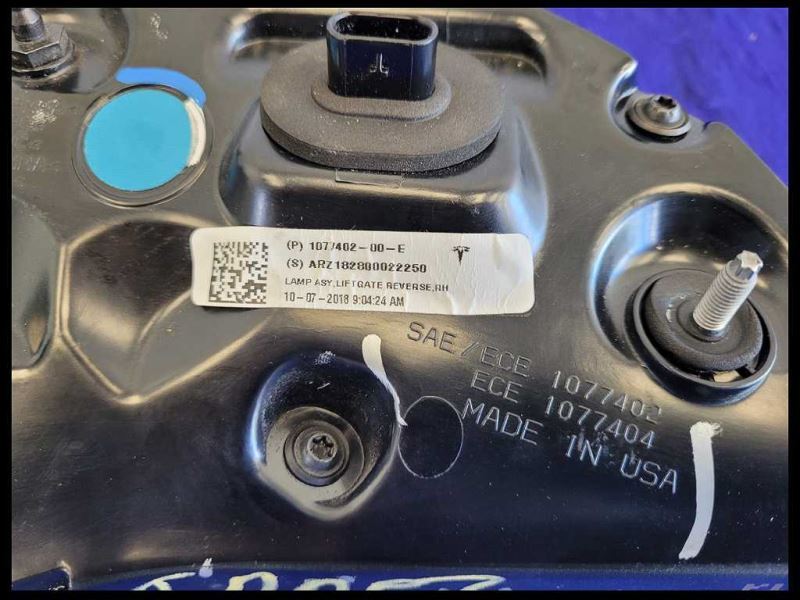 (P) 1077402-00-E
(S) ARZ182800022250
LAMP ASY,LIFTGATE,REVERSE,RH
10-07-2018 9:04:24 AM
SAE/ECE 1077402
ECE 1077404
MADE IN USA